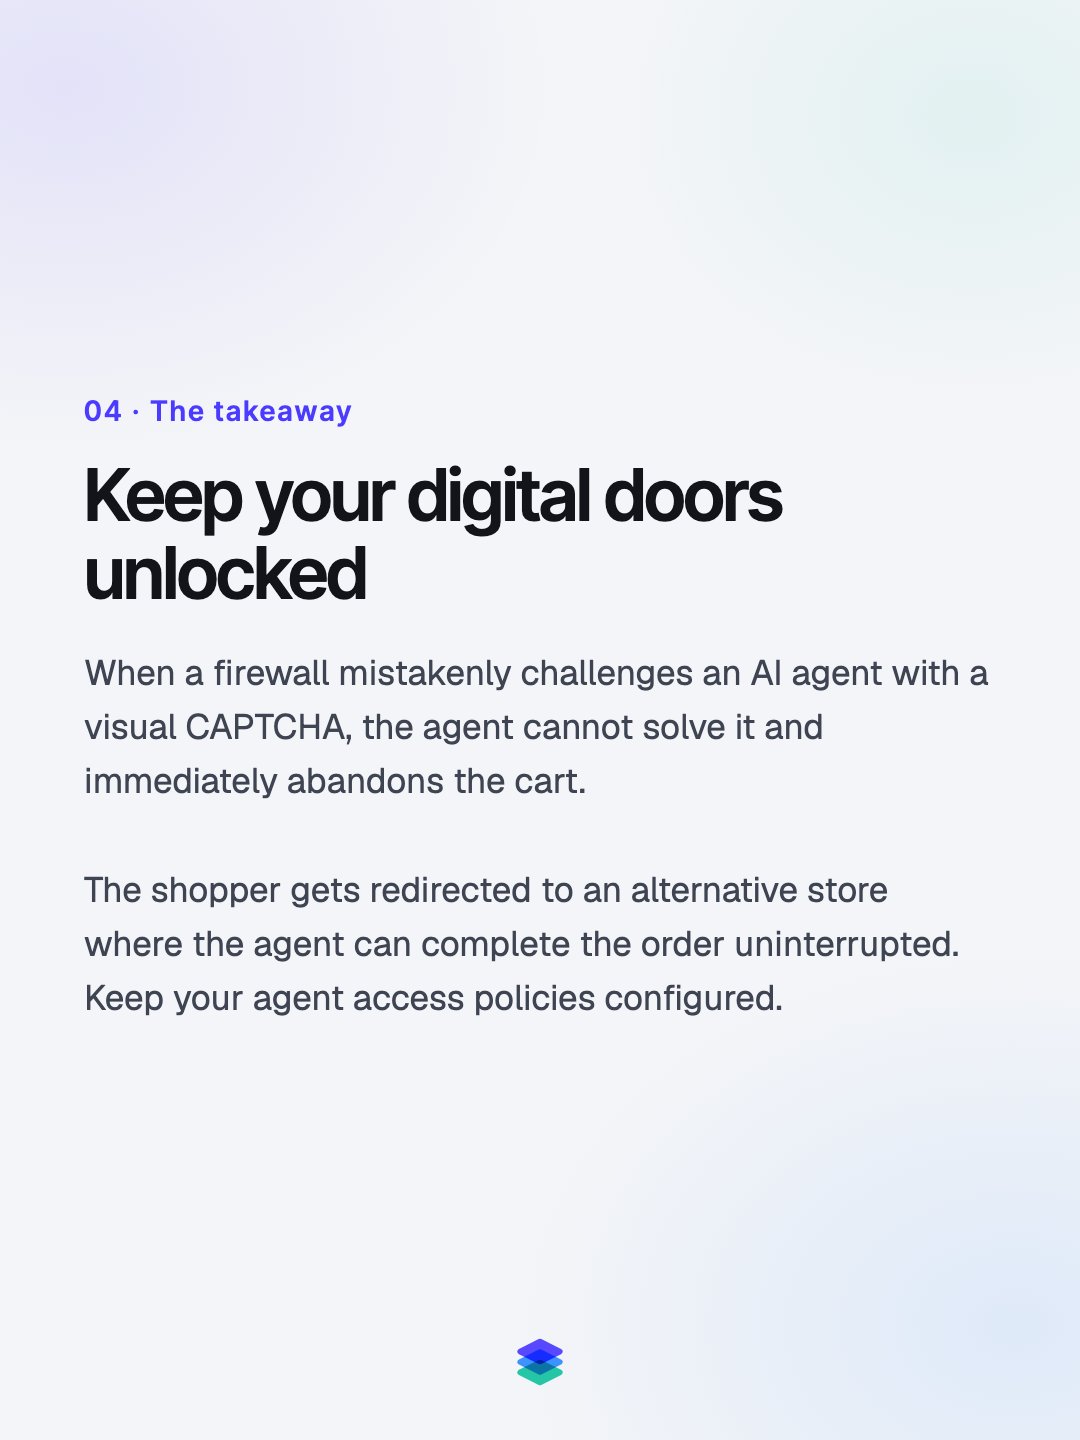 04 · The takeaway
Keep your digital doors
unlocked
When a firewall mistakenly challenges an AI agent with a
visual CAPTCHA, the agent cannot solve it and
immediately abandons the cart.
The shopper gets redirected to an alternative store
where the agent can complete the order uninterrupted.
Keep your agent access policies configured.